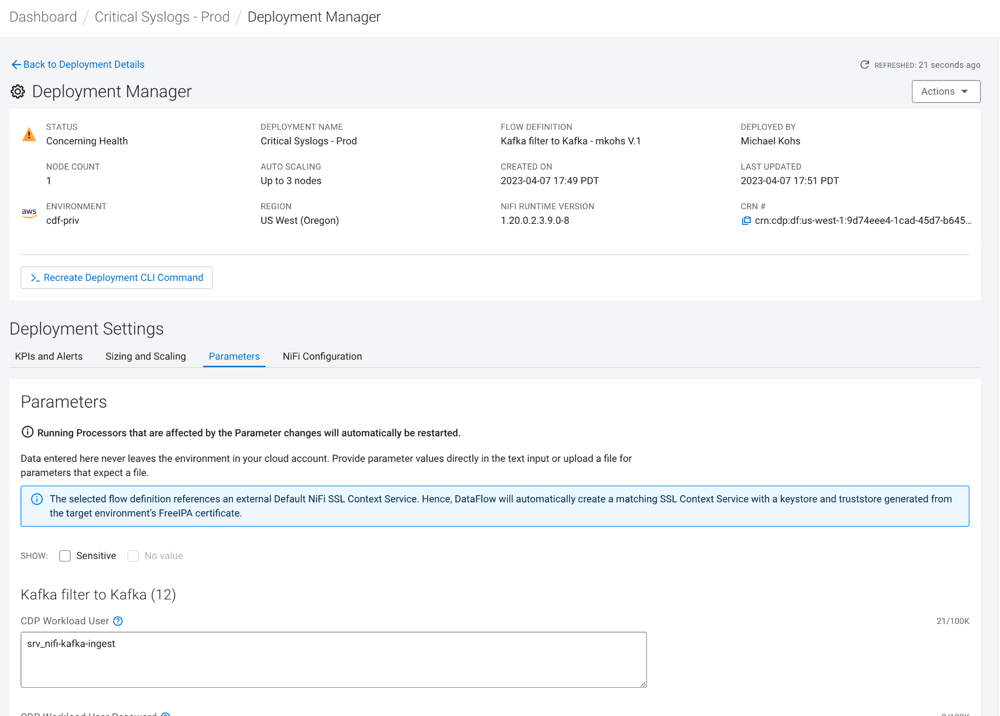 Dashboard / Critical Syslogs - Prod / Deployment Manager
Back to Deployment Details
REFRESHED: 21 seconds ago
Deployment Manager
Actions
STATUS
Concerning Health
DEPLOYMENT NAME
Critical Syslogs - Prod
FLOW DEFINITION
Kafka filter to Kafka - mkohs V.1
DEPLOYED BY
Michael Kohs
NODE COUNT
1
AUTO SCALING
Up to 3 nodes
CREATED ON
2023-04-07 17:49 PDT
LAST UPDATED
2023-04-07 17:51 PDT
aws
ENVIRONMENT
cdf-priv
REGION
US West (Oregon)
NIFI RUNTIME VERSION
1.20.0.2.3.9.0-8
CRN #
crn:cdp:df:us-west-1:9d74eee4-1cad-45d7-b645...
>_ Recreate Deployment CLI Command
Deployment Settings
KPIs and Alerts
Sizing and Scaling
Parameters
NiFi Configuration
Parameters
Running Processors that are affected by the Parameter changes will automatically be restarted.
Data entered here never leaves the environment in your cloud account. Provide parameter values directly in the text input or upload a file for
parameters that expect a file.
The selected flow definition references an external Default NiFi SSL Context Service. Hence, DataFlow will automatically create a matching SSL Context Service with a keystore and truststore generated from
the target environment's FreeIPA certificate.
SHOW: Sensitive No value
Kafka filter to Kafka (12)
CDP Workload User
21/100K
srv_nifi-kafka-ingest
CDP Workload User Password